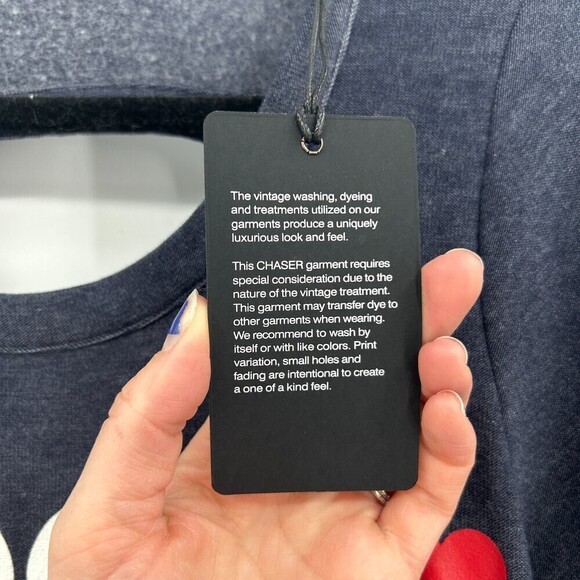 The vintage washing, dyeing
and treatments utilized on our
garments produce a uniquely
luxurious look and feel.
This CHASER garment requires
special consideration due to the
nature of the vintage treatment.
This garment may transfer dye to
other garments when wearing.
We recommend to wash by
itself or with like colors. Print
variation, small holes and
fading are intentional to create
a one of a kind feel.